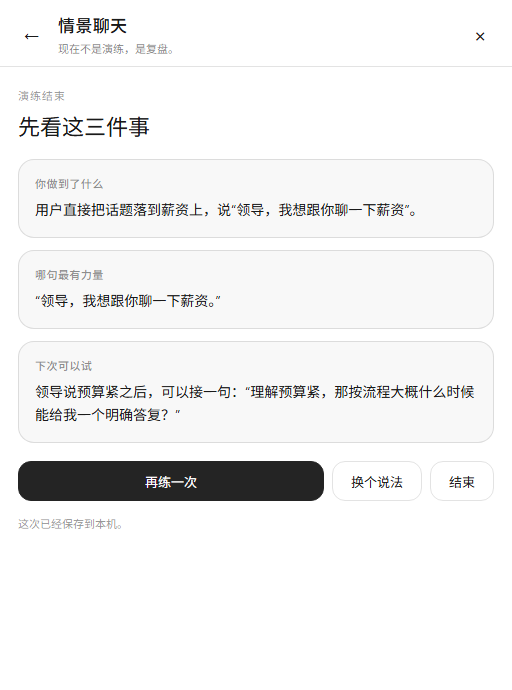 ←
情景聊天
现在不是演练，是复盘。
×
演练结束
先看这三件事
你做到了什么
用户直接把话题落到薪资上，说“领导，我想跟你聊一下薪资”。
哪句最有力量
“领导，我想跟你聊一下薪资。”
下次可以试
领导说预算紧之后，可以接一句：“理解预算紧，那按流程大概什么时候
能给我一个明确答复？”
再练一次
换个说法
结束
这次已经保存到本机。